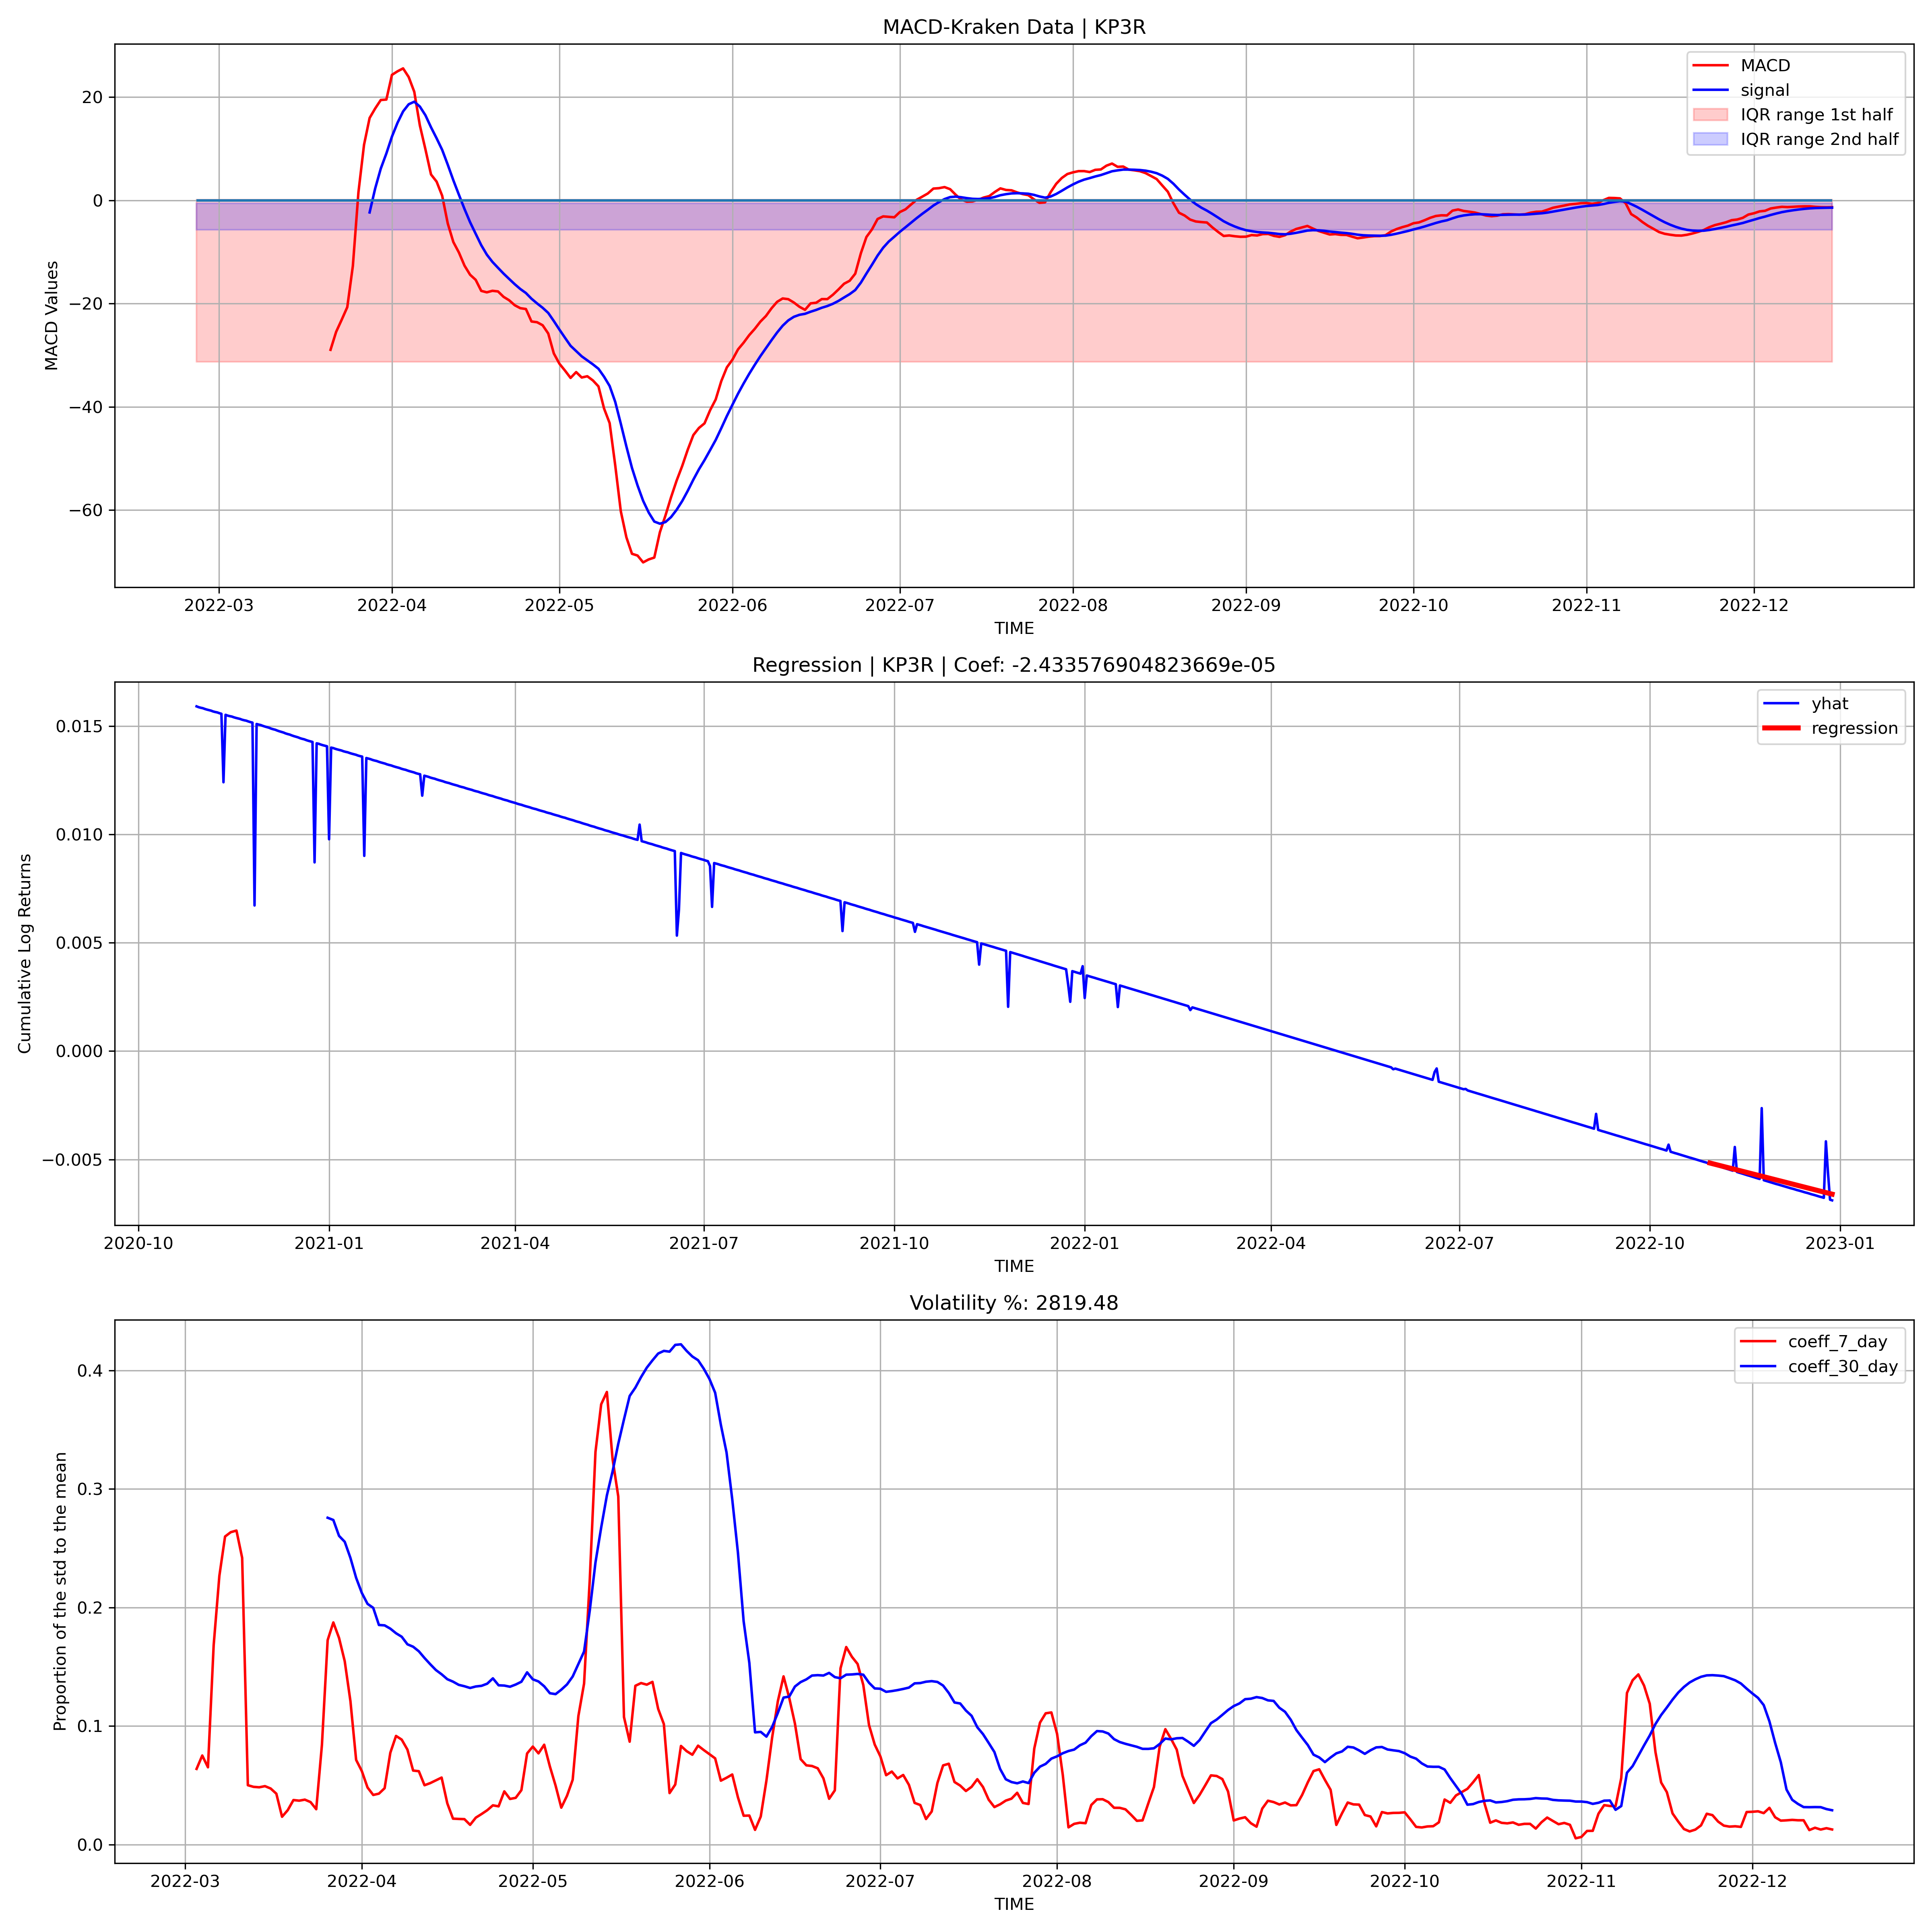 MACD-Kraken Data | KP3R
MACD
signal
IQR range 1st half
IQR range 2nd half
MACD Values
20
0
−20
−40
−60
2022-03 2022-04 2022-05 2022-06 2022-07 2022-08 2022-09 2022-10 2022-11 2022-12
TIME
Regression | KP3R | Coef: -2.433576904823669e-05
yhat
regression
Cumulative Log Returns
0.015
0.010
0.005
0.000
−0.005
2020-10 2021-01 2021-04 2021-07 2021-10 2022-01 2022-04 2022-07 2022-10 2023-01
TIME
Volatility %: 2819.48
coeff_7_day
coeff_30_day
Proportion of the std to the mean
0.4
0.3
0.2
0.1
0.0
2022-03 2022-04 2022-05 2022-06 2022-07 2022-08 2022-09 2022-10 2022-11 2022-12
TIME